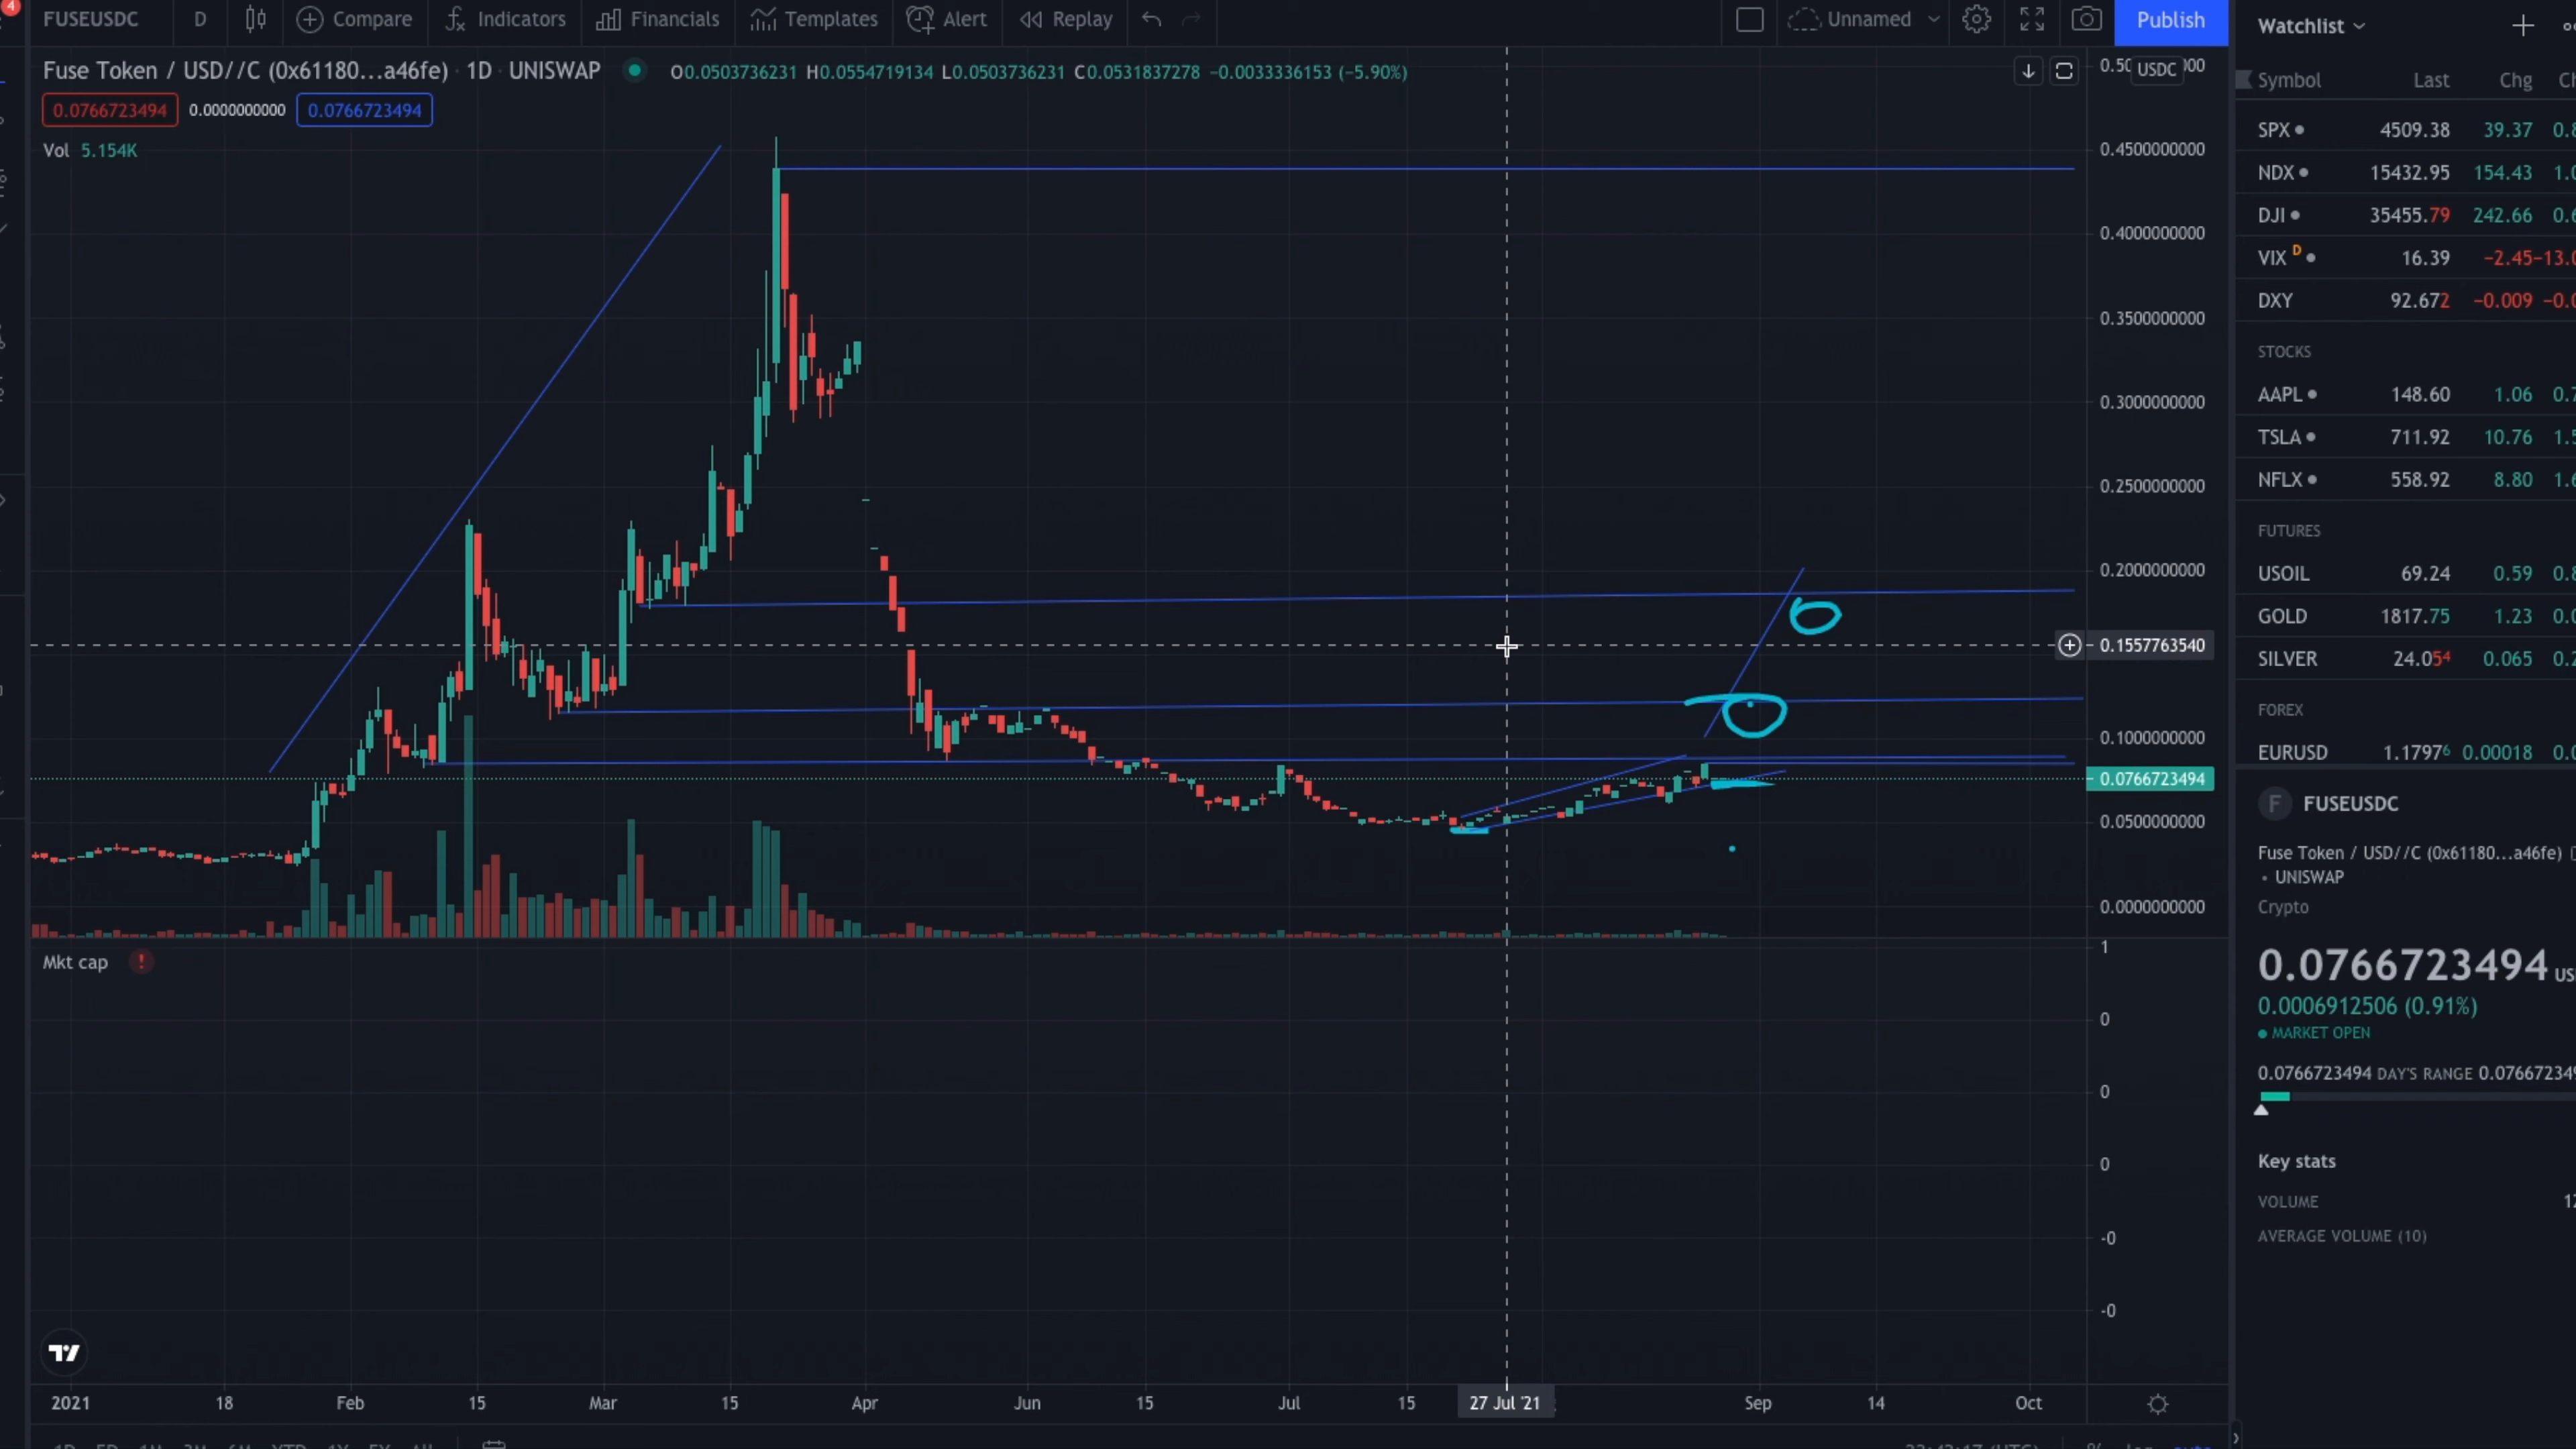 4
FUSEUSDC D Compare Indicators Financials Templates Alert Replay Unnamed Publish
Fuse Token / USD//C (0x61180...a46fe) · 1D · UNISWAP O0.0503736231 H0.0554719134 L0.0503736231 C0.0531837278 −0.0033336153 (−5.90%)
0.0766723494 0.0000000000 0.0766723494
Vol 5.154K
USDC
0.4500000000
0.4000000000
0.3500000000
0.3000000000
0.2500000000
0.2000000000
0.1557763540
0.1000000000
0.0766723494
0.0500000000
0.0000000000
Mkt cap !
1
0
0
0
-0
-0
2021 18 Feb 15 Mar 15 Apr Jun 15 Jul 15 27 Jul '21 Sep 14 Oct
Watchlist
Symbol Last Chg
SPX 4509.38 39.37
NDX 15432.95 154.43
DJI 35455.79 242.66
VIX D 16.39 −2.45
DXY 92.672 −0.009
STOCKS
AAPL 148.60 1.06
TSLA 711.92 10.76
NFLX 558.92 8.80
FUTURES
USOIL 69.24 0.59
GOLD 1817.75 1.23
SILVER 24.054 0.065
FOREX
EURUSD 1.17976 0.00018
F FUSEUSDC
Fuse Token / USD//C (0x61180...a46fe)
• UNISWAP
Crypto
0.0766723494
0.0006912506 (0.91%)
MARKET OPEN
0.0766723494 DAY'S RANGE
Key stats
VOLUME
AVERAGE VOLUME (10)